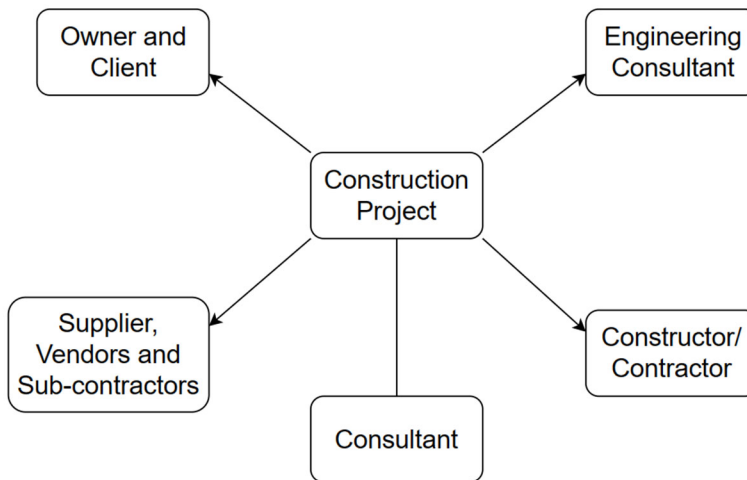 Owner and
Client
Engineering
Consultant
Construction
Project
Supplier,
Vendors and
Sub-contractors
Constructor/
Contractor
Consultant